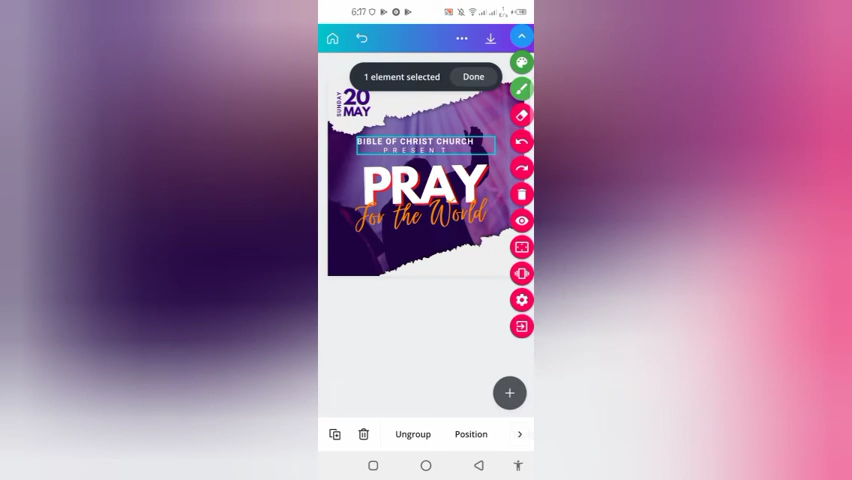 6:17
1 element selected
Done
SUNDAY
20
MAY
BIBLE OF CHRIST CHURCH
PRESENT
PRAY
For the World
Ungroup
Position